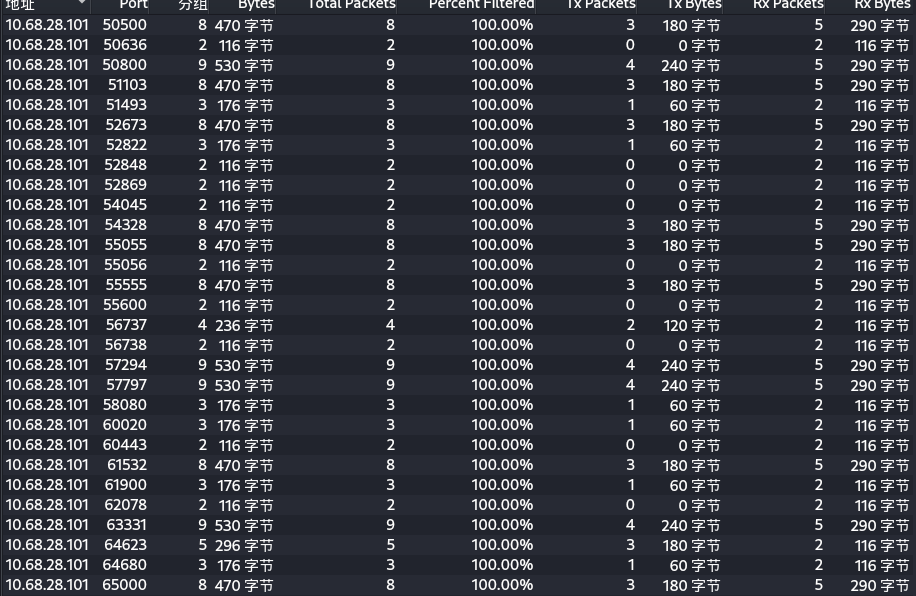 地址 Port 分组 Bytes Total Packets Percent Filtered Tx Packets Tx Bytes Rx Packets Rx Bytes
10.68.28.101 50500 8 470 字节 8 100.00% 3 180 字节 5 290 字节
10.68.28.101 50636 2 116 字节 2 100.00% 0 0 字节 2 116 字节
10.68.28.101 50800 9 530 字节 9 100.00% 4 240 字节 5 290 字节
10.68.28.101 51103 8 470 字节 8 100.00% 3 180 字节 5 290 字节
10.68.28.101 51493 3 176 字节 3 100.00% 1 60 字节 2 116 字节
10.68.28.101 52673 8 470 字节 8 100.00% 3 180 字节 5 290 字节
10.68.28.101 52822 3 176 字节 3 100.00% 1 60 字节 2 116 字节
10.68.28.101 52848 2 116 字节 2 100.00% 0 0 字节 2 116 字节
10.68.28.101 52869 2 116 字节 2 100.00% 0 0 字节 2 116 字节
10.68.28.101 54045 2 116 字节 2 100.00% 0 0 字节 2 116 字节
10.68.28.101 54328 8 470 字节 8 100.00% 3 180 字节 5 290 字节
10.68.28.101 55055 8 470 字节 8 100.00% 3 180 字节 5 290 字节
10.68.28.101 55056 2 116 字节 2 100.00% 0 0 字节 2 116 字节
10.68.28.101 55555 8 470 字节 8 100.00% 3 180 字节 5 290 字节
10.68.28.101 55600 2 116 字节 2 100.00% 0 0 字节 2 116 字节
10.68.28.101 56737 4 236 字节 4 100.00% 2 120 字节 2 116 字节
10.68.28.101 56738 2 116 字节 2 100.00% 0 0 字节 2 116 字节
10.68.28.101 57294 9 530 字节 9 100.00% 4 240 字节 5 290 字节
10.68.28.101 57797 9 530 字节 9 100.00% 4 240 字节 5 290 字节
10.68.28.101 58080 3 176 字节 3 100.00% 1 60 字节 2 116 字节
10.68.28.101 60020 3 176 字节 3 100.00% 1 60 字节 2 116 字节
10.68.28.101 60443 2 116 字节 2 100.00% 0 0 字节 2 116 字节
10.68.28.101 61532 8 470 字节 8 100.00% 3 180 字节 5 290 字节
10.68.28.101 61900 3 176 字节 3 100.00% 1 60 字节 2 116 字节
10.68.28.101 62078 2 116 字节 2 100.00% 0 0 字节 2 116 字节
10.68.28.101 63331 9 530 字节 9 100.00% 4 240 字节 5 290 字节
10.68.28.101 64623 5 296 字节 5 100.00% 3 180 字节 2 116 字节
10.68.28.101 64680 3 176 字节 3 100.00% 1 60 字节 2 116 字节
10.68.28.101 65000 8 470 字节 8 100.00% 3 180 字节 5 290 字节